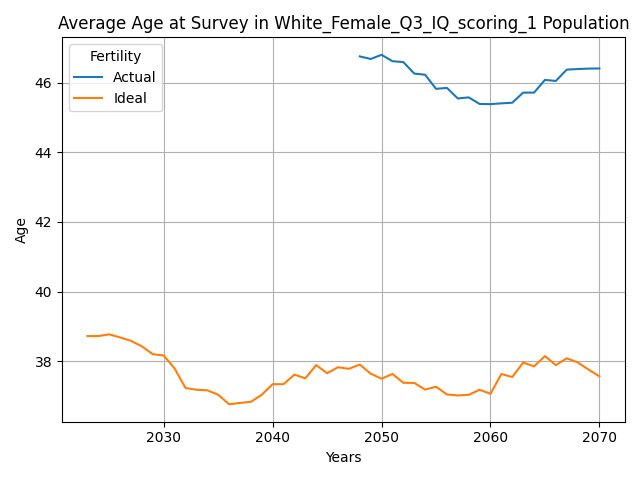 Average Age at Survey in White_Female_Q3_IQ_scoring_1 Population
Fertility
Actual
Ideal
46
44
42
40
38
Age
2030 2040 2050 2060 2070
Years